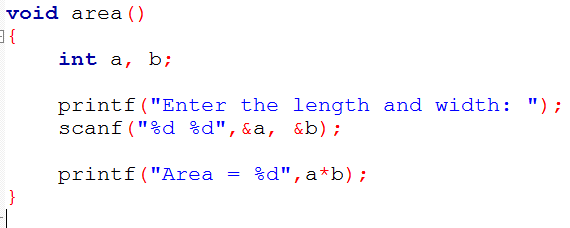 void area()
{
int a, b;
printf("Enter the length and width: ");
scanf("%d %d",&a, &b);
printf("Area = %d",a*b);
}